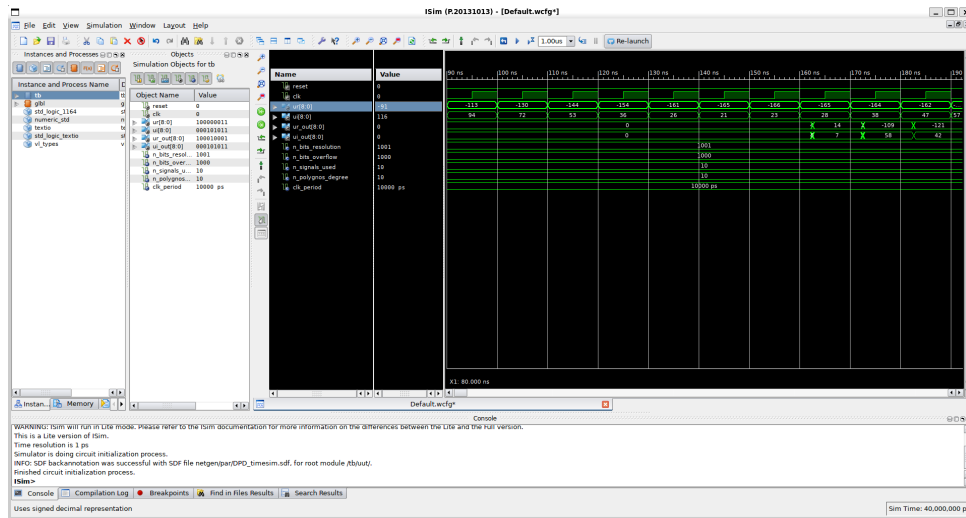 ISim (P.20131013) - [Default.wcfg*]
File Edit View Simulation Window Layout Help
1.00us Re-launch
Instances and Processes
Instance and Process Name
tb
glbl
std_logic_1164
numeric_std
textio
std_logic_textio
vl_types
Objects
Simulation Objects for tb
Object Name Value
reset 0
clk 0
ur[8:0] 100000011
ui[8:0] 000101011
ur_out[8:0] 100010001
ui_out[8:0] 000101011
n_bits_resol... 1001
n_bits_over... 1000
n_signals_u... 10
n_polygnos... 10
clk_period 10000 ps
Name Value
reset 0
clk 0
ur[8:0] -91
ui[8:0] 116
ur_out[8:0] 0
ui_out[8:0] 0
n_bits_resolution 1001
n_bits_overflow 1000
n_signals_used 10
n_polygnos_degree 10
clk_period 10000 ps
90 ns 100 ns 110 ns 120 ns 130 ns 140 ns 150 ns 160 ns 170 ns 180 ns 190
-113 -130 -144 -154 -161 -165 -166 -165 -164 -162
94 72 53 36 26 21 23 28 38 47 57
0 X 14 X -109 X -121
0 X 7 X 58 X 42
1001
1000
10
10
10000 ps
X1: 80.000 ns
Instan... Memory
Default.wcfg*
Console
WARNING: ISim will run in Lite mode. Please refer to the ISim documentation for more information on the differences between the Lite and the Full version.
This is a Lite version of ISim.
Time resolution is 1 ps
Simulator is doing circuit initialization process.
INFO: SDF backannotation was successful with SDF file netgen/par/DPD_timesim.sdf, for root module /tb/uut/.
Finished circuit initialization process.
ISim>
Console Compilation Log Breakpoints Find in Files Results Search Results
Uses signed decimal representation
Sim Time: 40,000,000 p